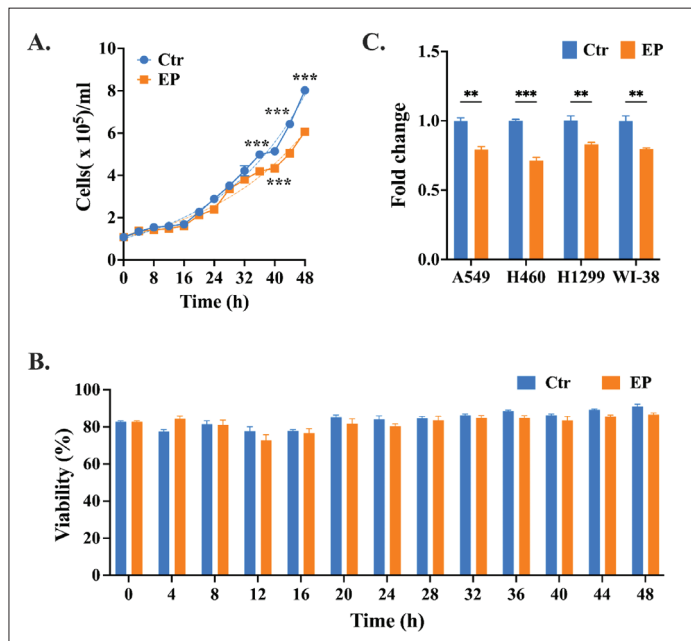 A.
Ctr
EP
Cells( x 10⁵)/ml
10
8
6
4
2
0
*** *** *** ***
0 8 16 24 32 40 48
Time (h)
C.
Ctr EP
Fold change
1.5
1.0
0.5
0.0
** *** ** **
A549 H460 H1299 WI-38
B.
Ctr EP
Viability (%)
100
80
60
40
20
0
0 4 8 12 16 20 24 28 32 36 40 44 48
Time (h)